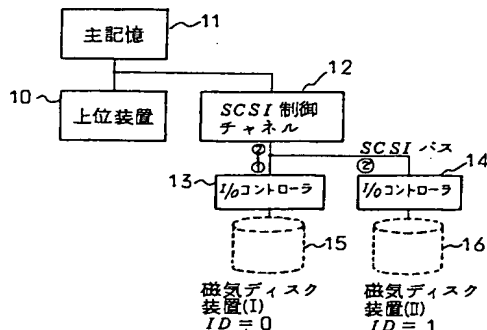 主記憶
11
10
上位装置
12
SCSI 制御
チャネル
SCSI バス
① ②
②
13
I/O コントローラ
14
I/O コントローラ
15
16
磁気ディスク
装置(I)
ID = 0
磁気ディスク
装置(II)
ID = 1